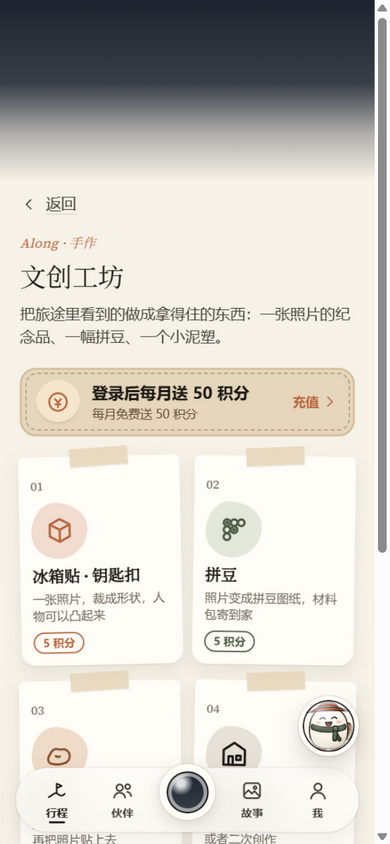 返回
Along · 手作
文创工坊
把旅途里看到的做成拿得住的东西：一张照片的纪
念品、一幅拼豆、一个小泥塑。
登录后每月送 50 积分
每月免费送 50 积分
充值
01
冰箱贴 · 钥匙扣
一张照片，裁成形状，人
物可以凸起来
5 积分
02
拼豆
照片变成拼豆图纸，材料
包寄到家
5 积分
03
04
再把照片贴上去
或者二次创作
行程
伙伴
故事
我